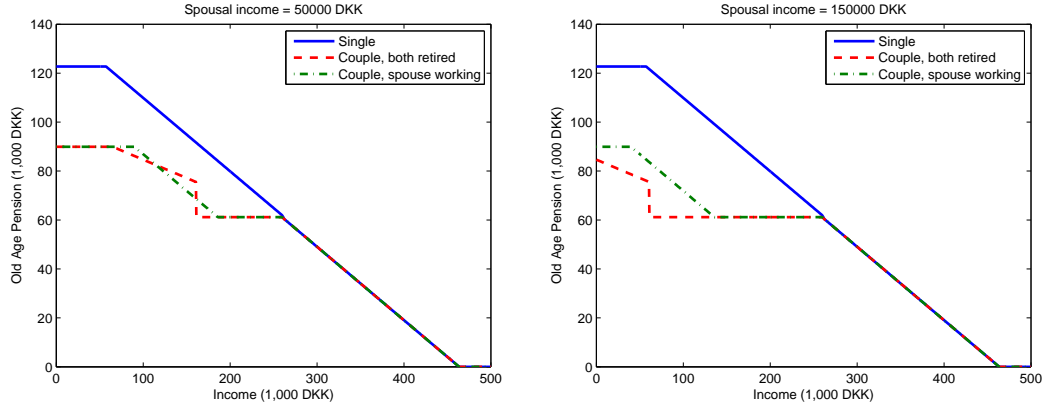 Spousal income = 50000 DKK
Old Age Pension (1,000 DKK)
140
120
100
80
60
40
20
0
Single
Couple, both retired
Couple, spouse working
0 100 200 300 400 500
Income (1,000 DKK)
Spousal income = 150000 DKK
Old Age Pension (1,000 DKK)
140
120
100
80
60
40
20
0
Single
Couple, both retired
Couple, spouse working
0 100 200 300 400 500
Income (1,000 DKK)